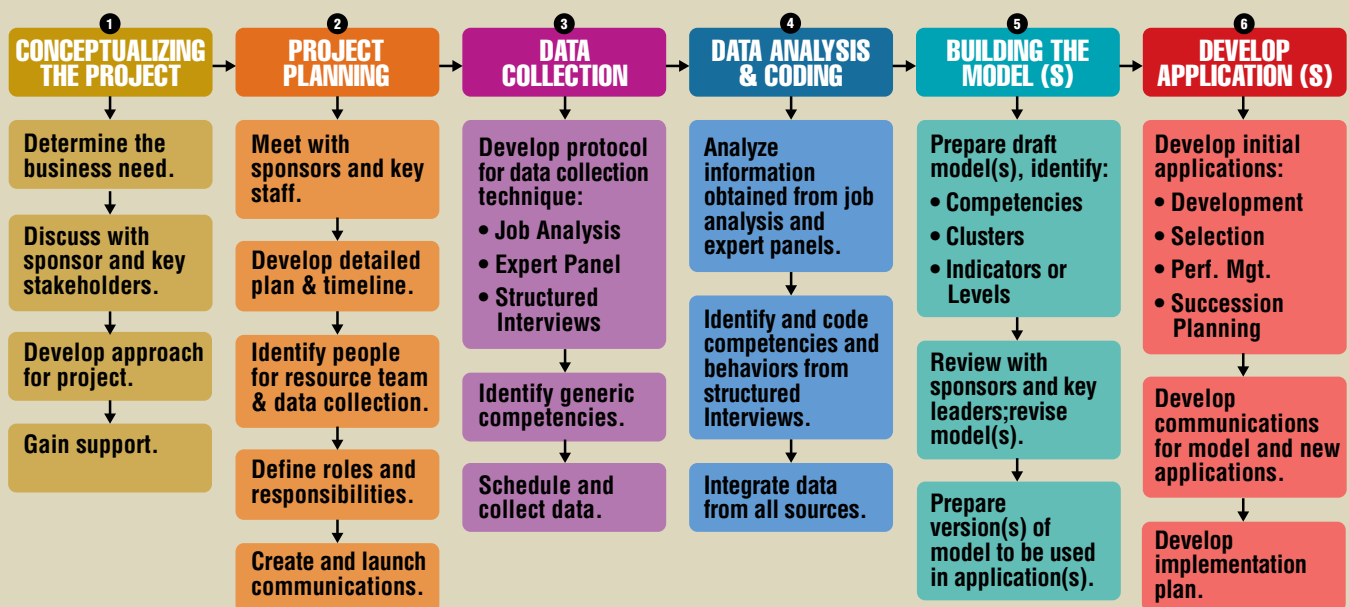 1
CONCEPTUALIZING
THE PROJECT
Determine the
business need.
Discuss with
sponsor and key
stakeholders.
Develop approach
for project.
Gain support.
2
PROJECT
PLANNING
Meet with
sponsors and key
staff.
Develop detailed
plan & timeline.
Identify people
for resource team
& data collection.
Define roles and
responsibilities.
Create and launch
communications.
3
DATA
COLLECTION
Develop protocol
for data collection
technique:
• Job Analysis
• Expert Panel
• Structured
Interviews
Identify generic
competencies.
Schedule and
collect data.
4
DATA ANALYSIS
& CODING
Analyze
information
obtained from job
analysis and
expert panels.
Identify and code
competencies and
behaviors from
structured
Interviews.
Integrate data
from all sources.
5
BUILDING THE
MODEL (S)
Prepare draft
model(s), identify:
• Competencies
• Clusters
• Indicators or
Levels
Review with
sponsors and key
leaders;revise
model(s).
Prepare
version(s) of
model to be used
in application(s).
6
DEVELOP
APPLICATION (S)
Develop initial
applications:
• Development
• Selection
• Perf. Mgt.
• Succession
Planning
Develop
communications
for model and new
applications.
Develop
implementation
plan.